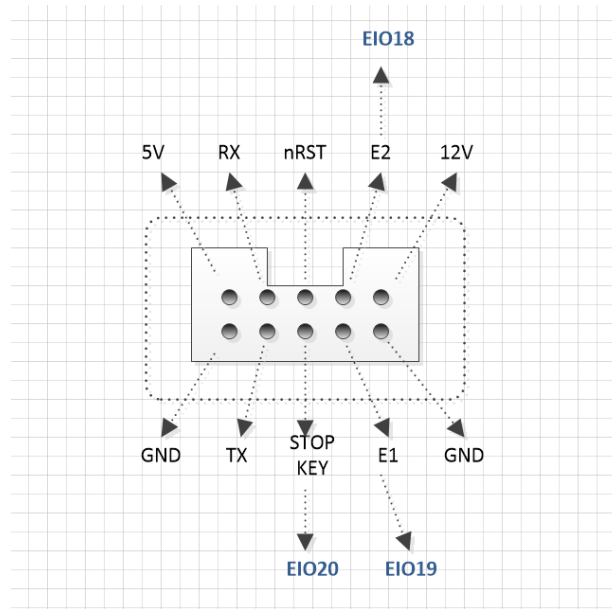 EIO18
5V RX nRST E2 12V
GND TX STOP KEY E1 GND
EIO20 EIO19